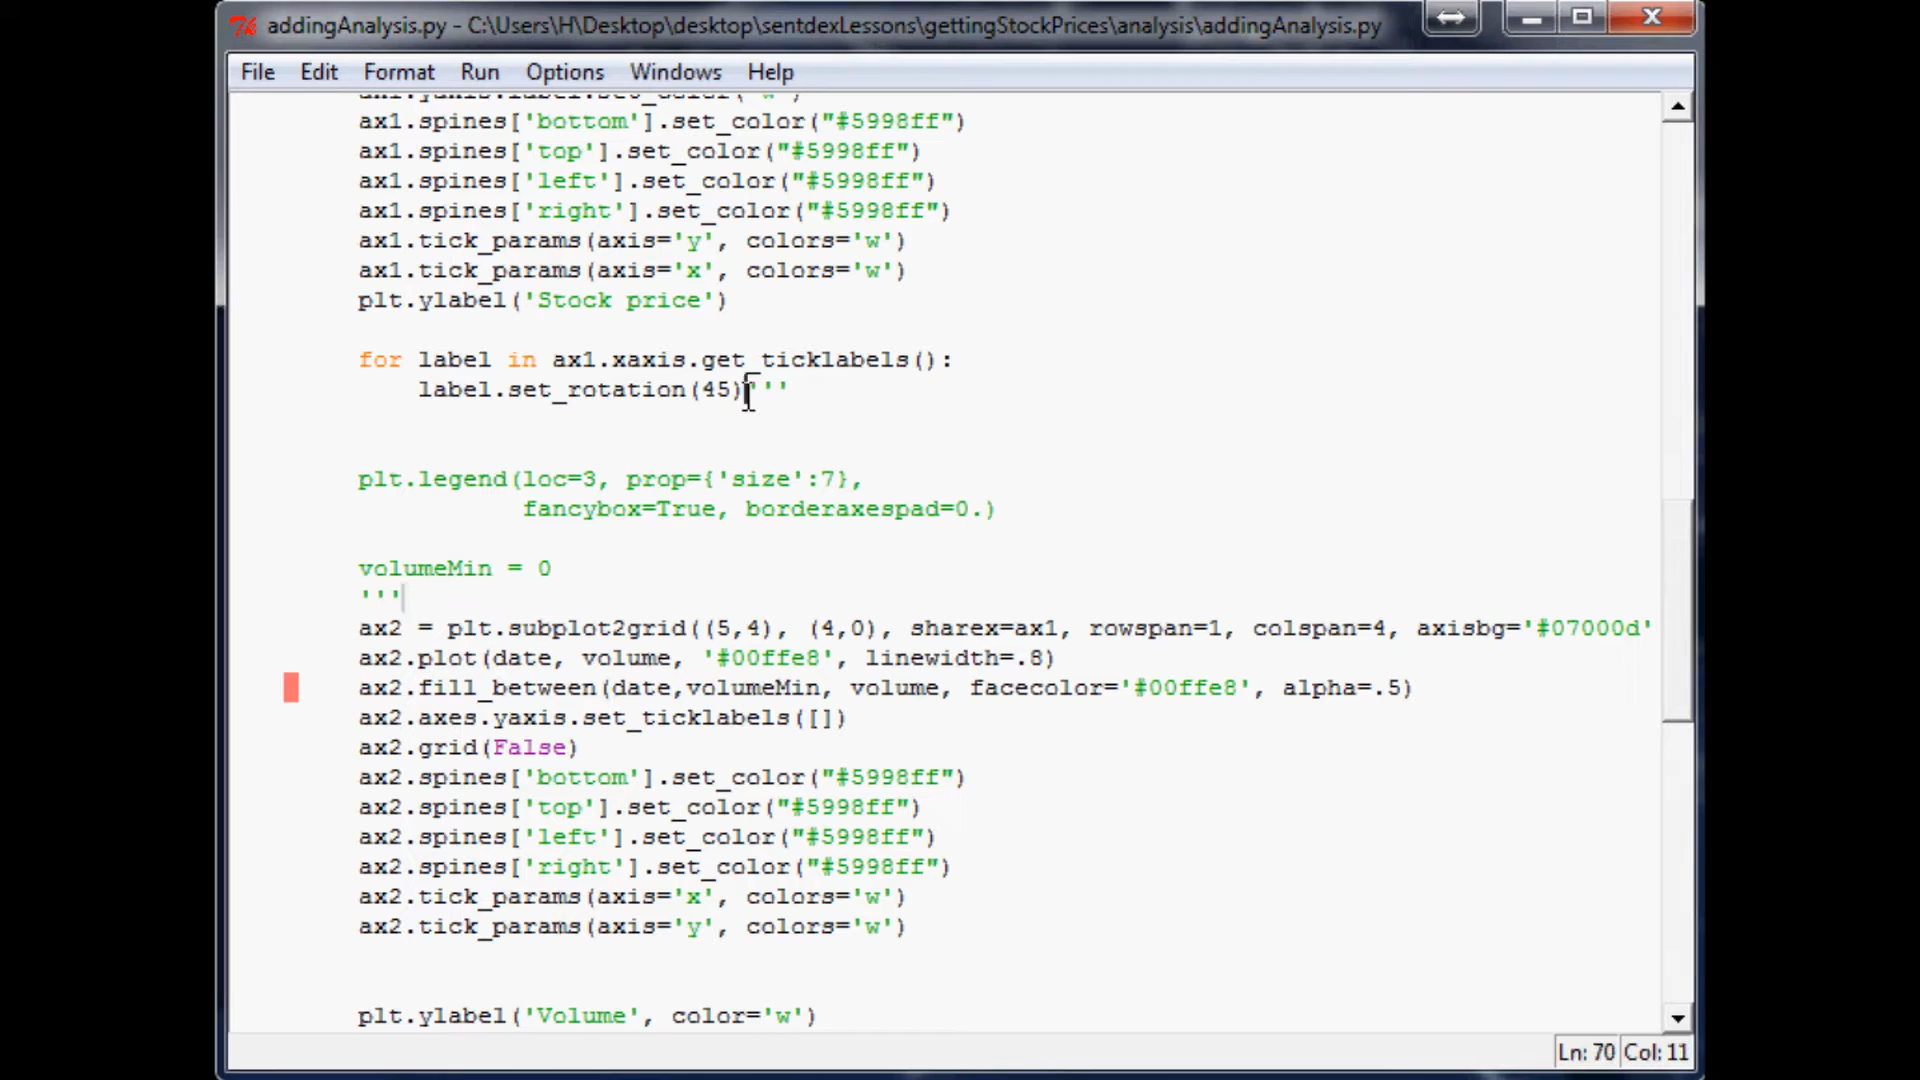 addingAnalysis.py - C:\Users\H\Desktop\desktop\sentdexLessons\gettingStockPrices\analysis\addingAnalysis.py
File Edit Format Run Options Windows Help
ax1.spines['bottom'].set_color("#5998ff")
ax1.spines['top'].set_color("#5998ff")
ax1.spines['left'].set_color("#5998ff")
ax1.spines['right'].set_color("#5998ff")
ax1.tick_params(axis='y', colors='w')
ax1.tick_params(axis='x', colors='w')
plt.ylabel('Stock price')
for label in ax1.xaxis.get_ticklabels():
label.set_rotation(45)'''
plt.legend(loc=3, prop={'size':7},
fancybox=True, borderaxespad=0.)
volumeMin = 0
'''
ax2 = plt.subplot2grid((5,4), (4,0), sharex=ax1, rowspan=1, colspan=4, axisbg='#07000d'
ax2.plot(date, volume, '#00ffe8', linewidth=.8)
ax2.fill_between(date,volumeMin, volume, facecolor='#00ffe8', alpha=.5)
ax2.axes.yaxis.set_ticklabels([])
ax2.grid(False)
ax2.spines['bottom'].set_color("#5998ff")
ax2.spines['top'].set_color("#5998ff")
ax2.spines['left'].set_color("#5998ff")
ax2.spines['right'].set_color("#5998ff")
ax2.tick_params(axis='x', colors='w')
ax2.tick_params(axis='y', colors='w')
plt.ylabel('Volume', color='w')
Ln: 70 Col: 11